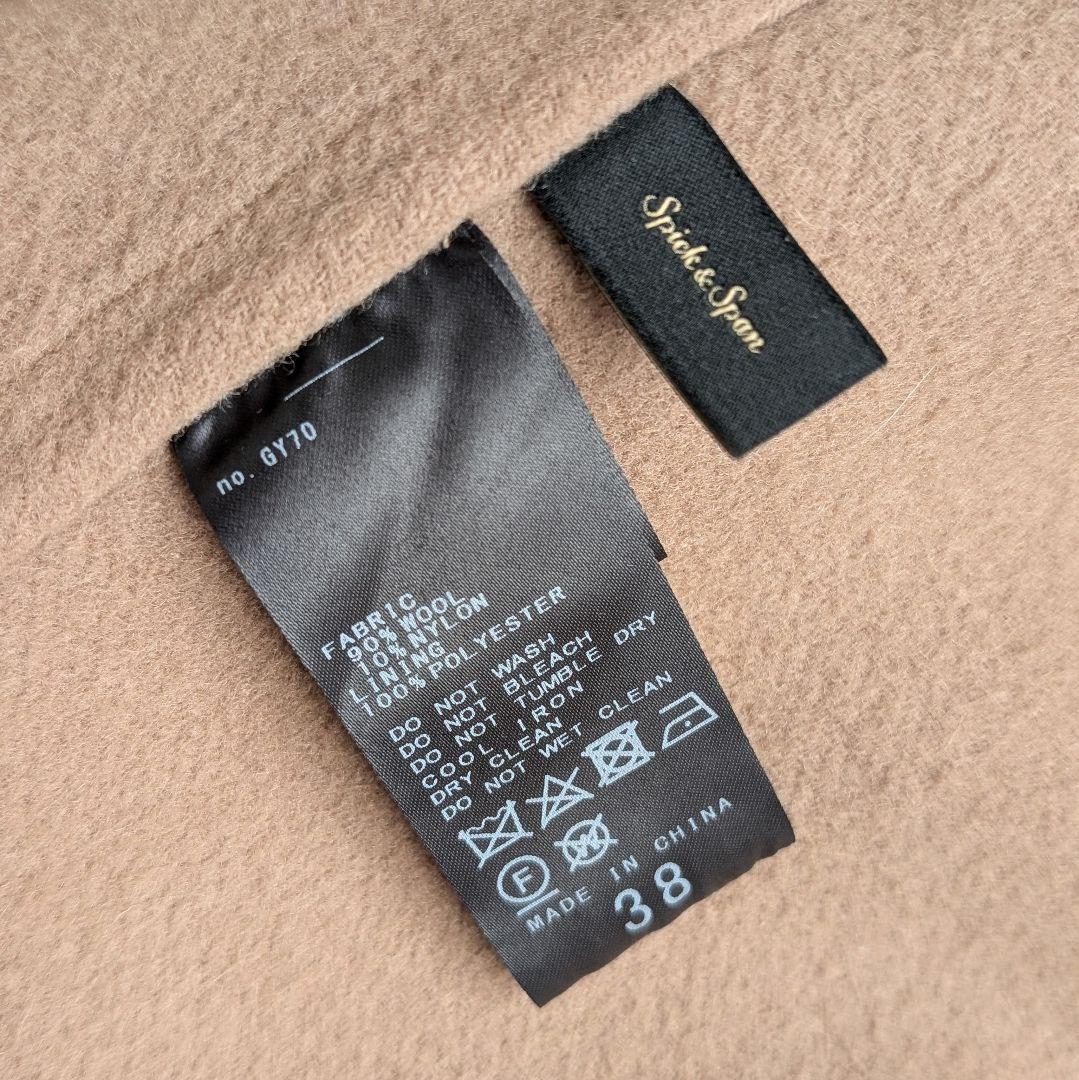 Spick & Span
no. GY70
FABRIC
90% WOOL
10% NYLON
LINING
100% POLYESTER
DO NOT WASH
DO NOT BLEACH
DO NOT TUMBLE DRY
COOL IRON
DRY CLEAN
DO NOT WET CLEAN
W
F
MADE IN CHINA
38